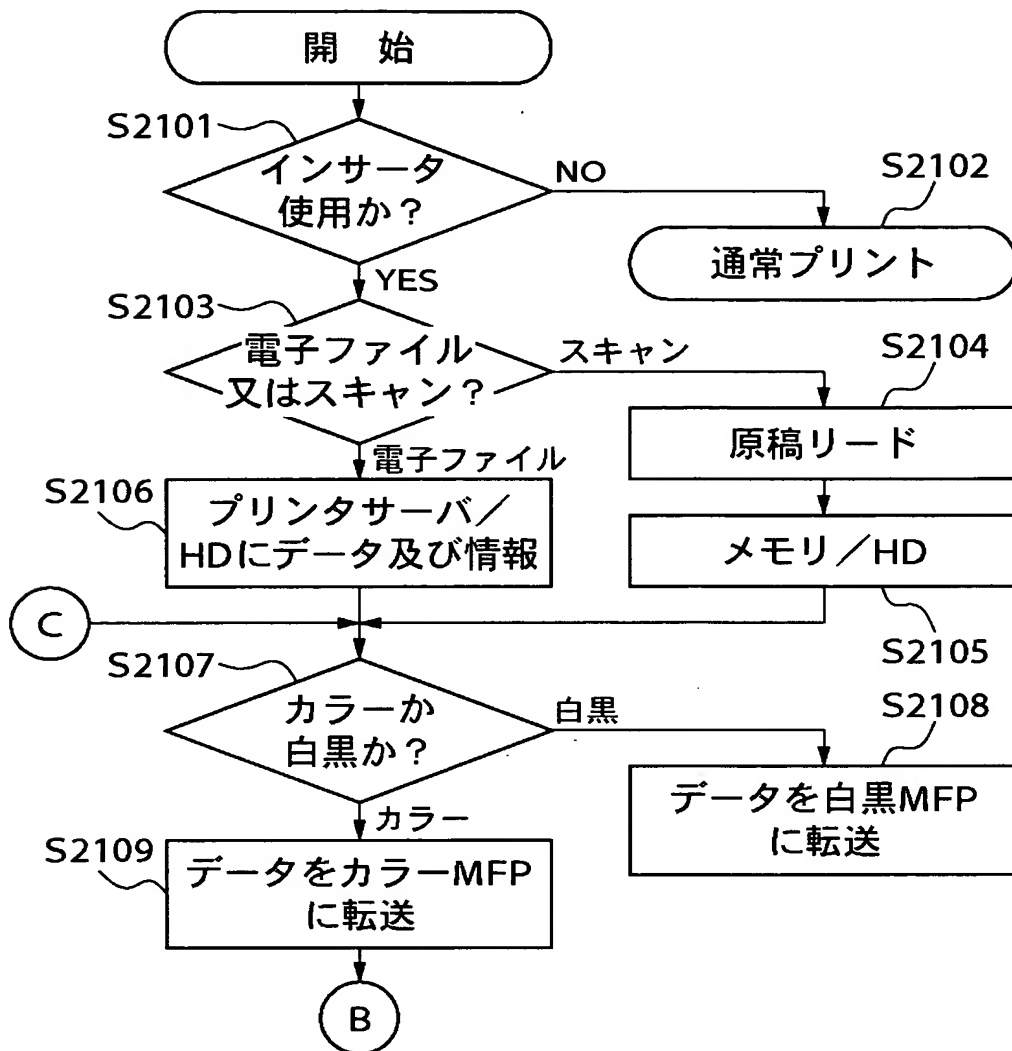 開 始
S2101
インサータ
使用か？
NO
S2102
通常プリント
YES
S2103
電子ファイル
又はスキャン？
スキャン
S2104
原稿リード
電子ファイル
S2106
プリンタサーバ／
HDにデータ及び情報
メモリ／HD
S2105
C
S2107
カラーか
白黒か？
白黒
S2108
データを白黒MFP
に転送
カラー
S2109
データをカラーMFP
に転送
B